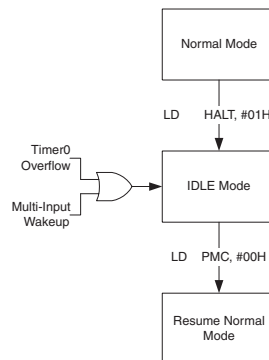 Normal Mode
LD HALT, #01H
Timer0
Overflow
IDLE Mode
Multi-Input
Wakeup
LD PMC, #00H
Resume Normal
Mode